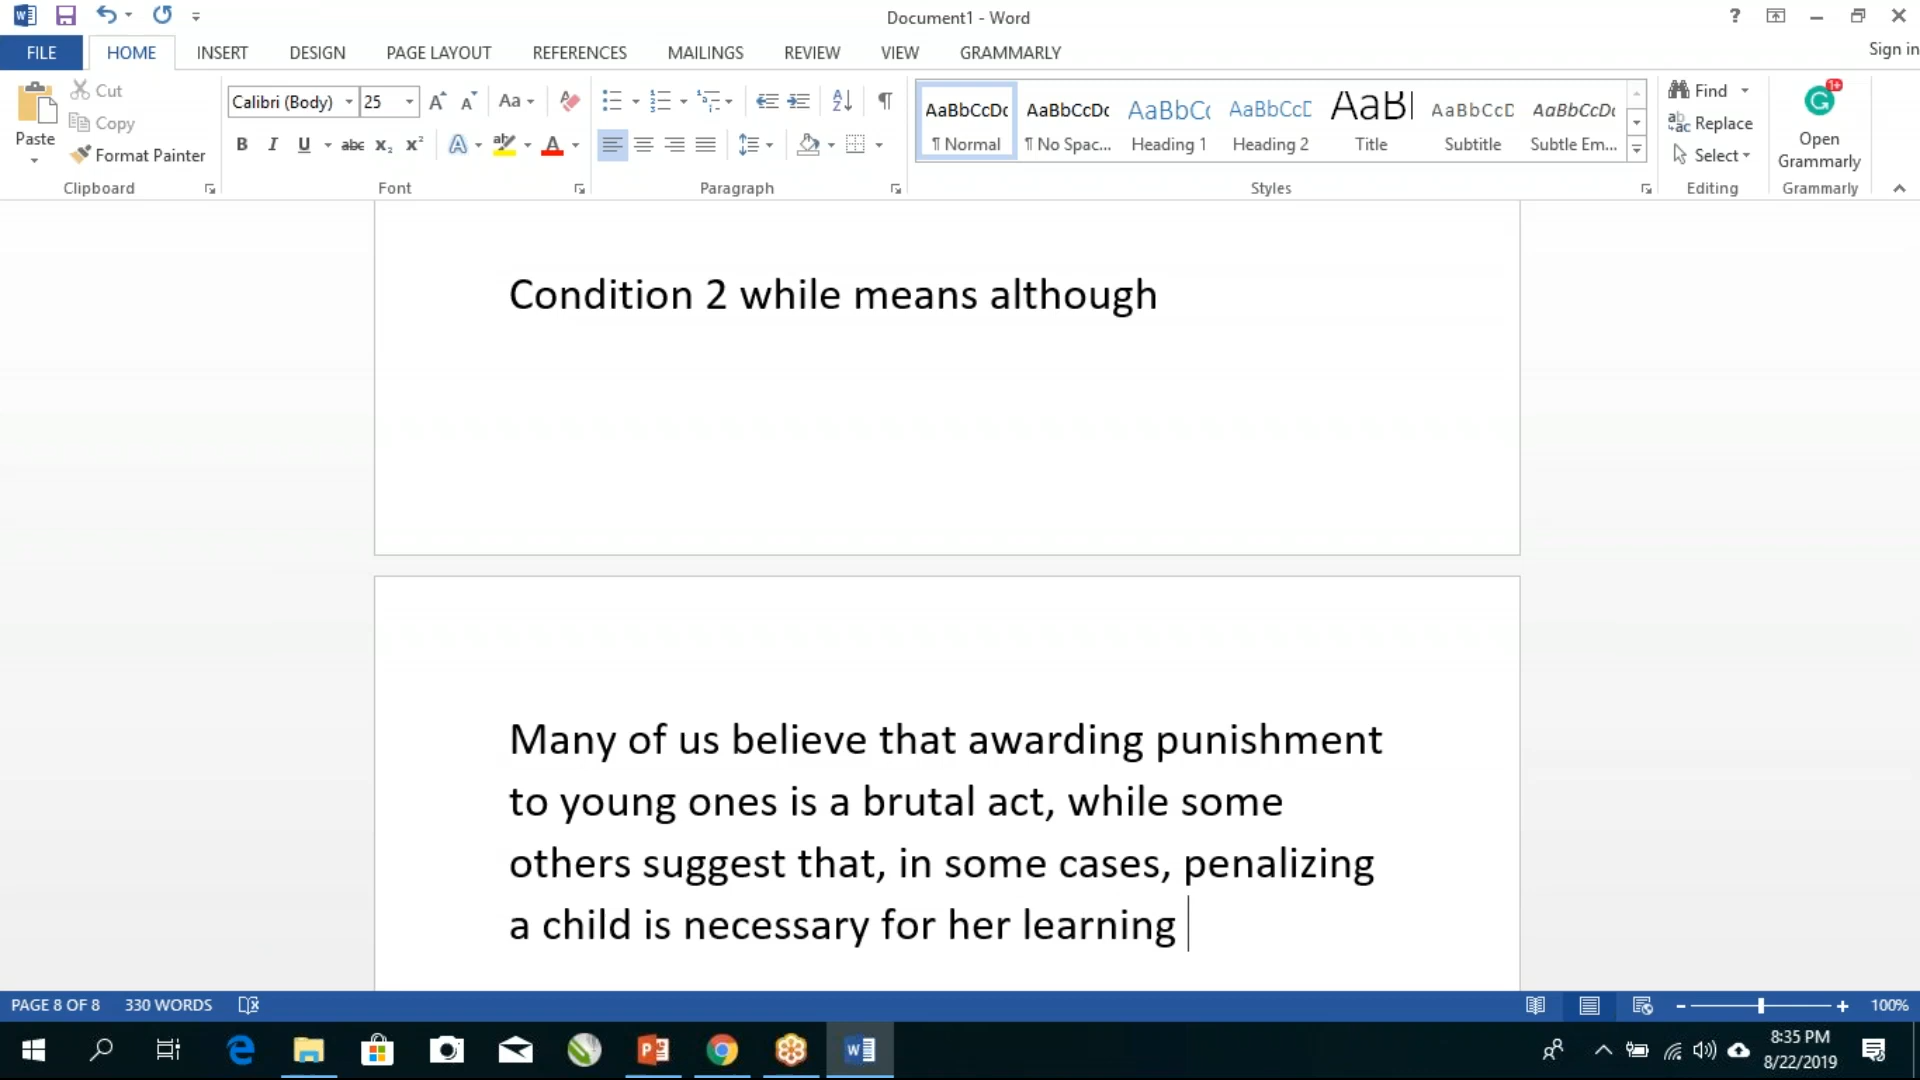 Document1 - Word
?
Sign in
FILE
HOME
INSERT
DESIGN
PAGE LAYOUT
REFERENCES
MAILINGS
REVIEW
VIEW
GRAMMARLY
Paste
Cut
Copy
Format Painter
Clipboard
Calibri (Body)
25
Font
Paragraph
AaBbCcDc
¶ Normal
AaBbCcDc
¶ No Spac...
AaBbCc
Heading 1
AaBbCcD
Heading 2
AaBl
Title
AaBbCcD
Subtitle
AaBbCcDc
Subtle Em...
Styles
Find
Replace
Select
Editing
Open
Grammarly
Grammarly
Condition 2 while means although
Many of us believe that awarding punishment
to young ones is a brutal act, while some
others suggest that, in some cases, penalizing
a child is necessary for her learning
PAGE 8 OF 8
330 WORDS
100%
8:35 PM
8/22/2019